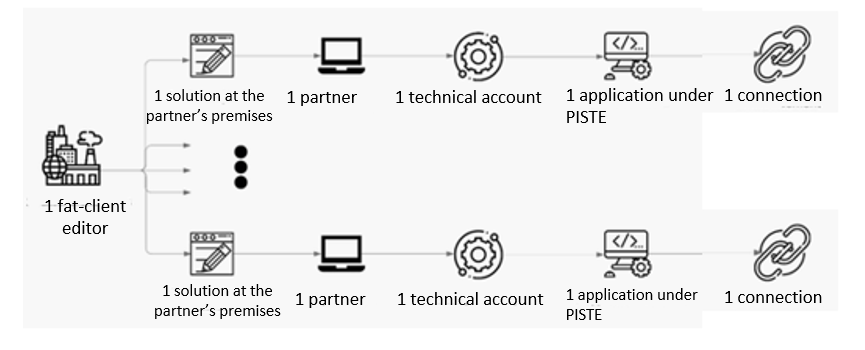 1 solution at the
partner's premises
1 partner
1 technical account
1 application under
PISTE
1 connection
1 fat-client
editor
1 solution at the
partner's premises
1 partner
1 technical account
1 application under
PISTE
1 connection